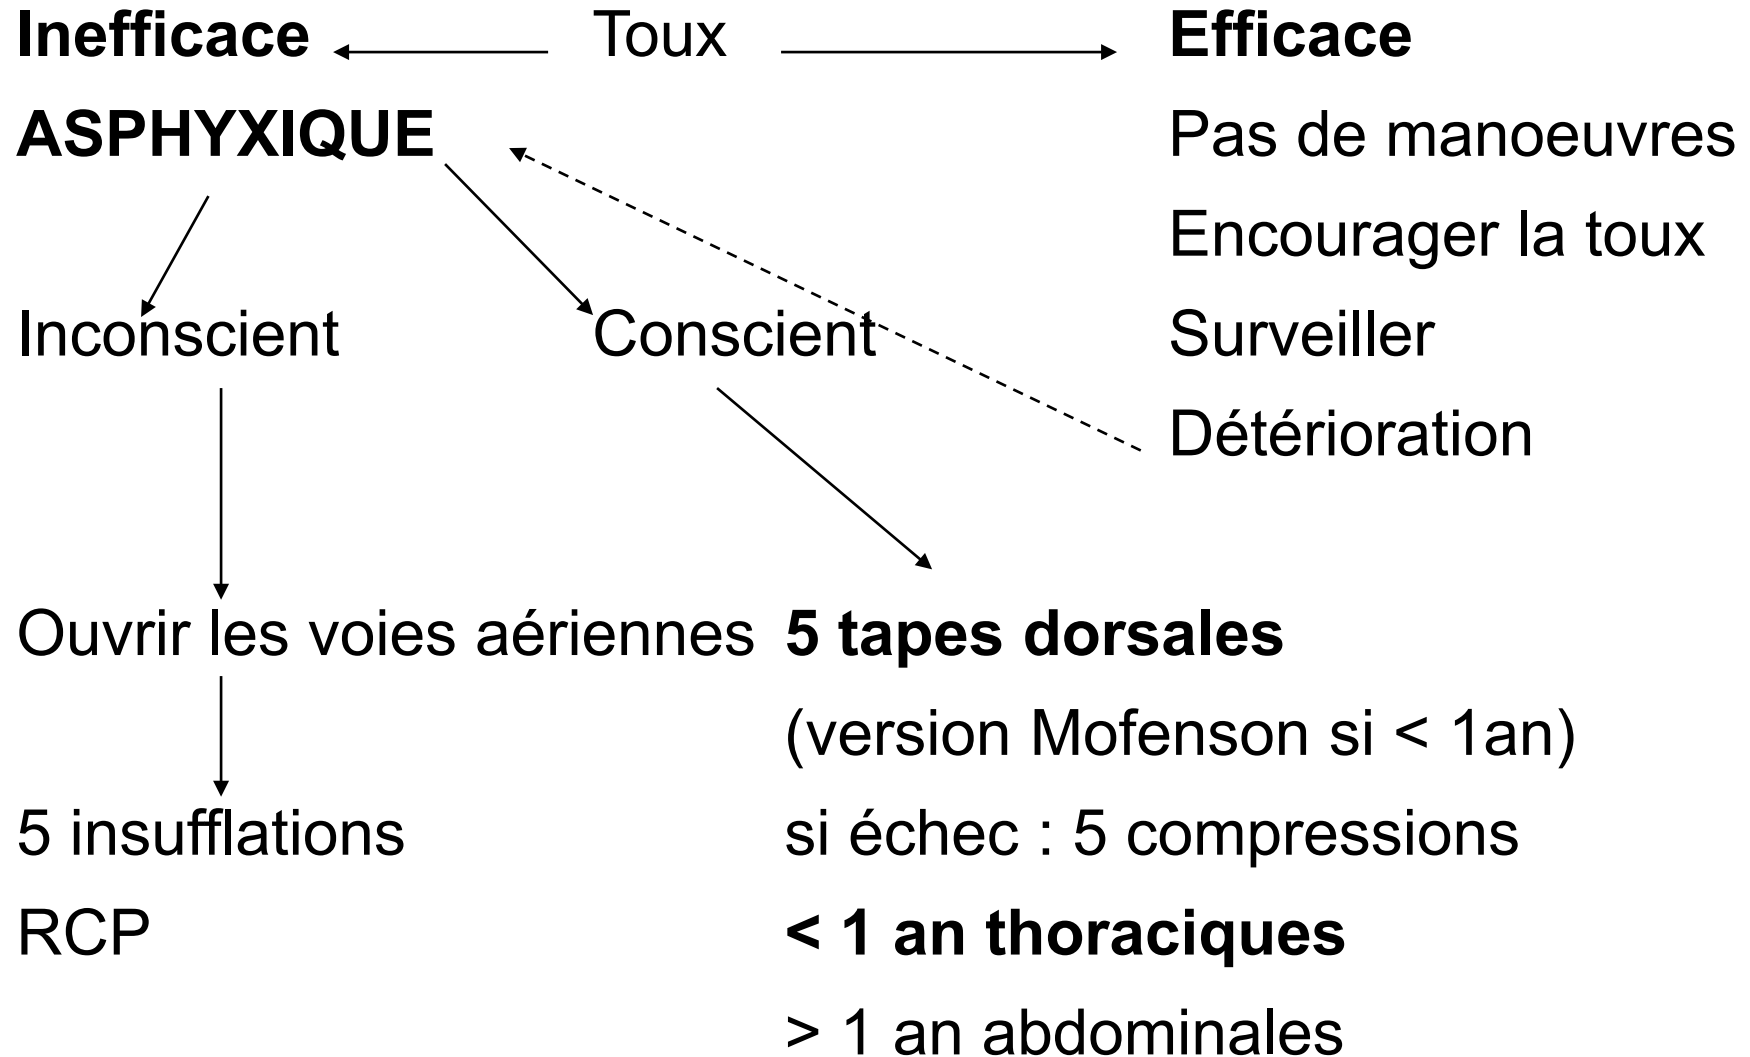 Inefficace Toux Efficace
ASPHYXIQUE Pas de manoeuvres
Encourager la toux
Inconscient Conscient Surveiller
Détérioration
Ouvrir les voies aériennes 5 tapes dorsales
(version Mofenson si < 1an)
5 insufflations si échec : 5 compressions
RCP < 1 an thoraciques
> 1 an abdominales